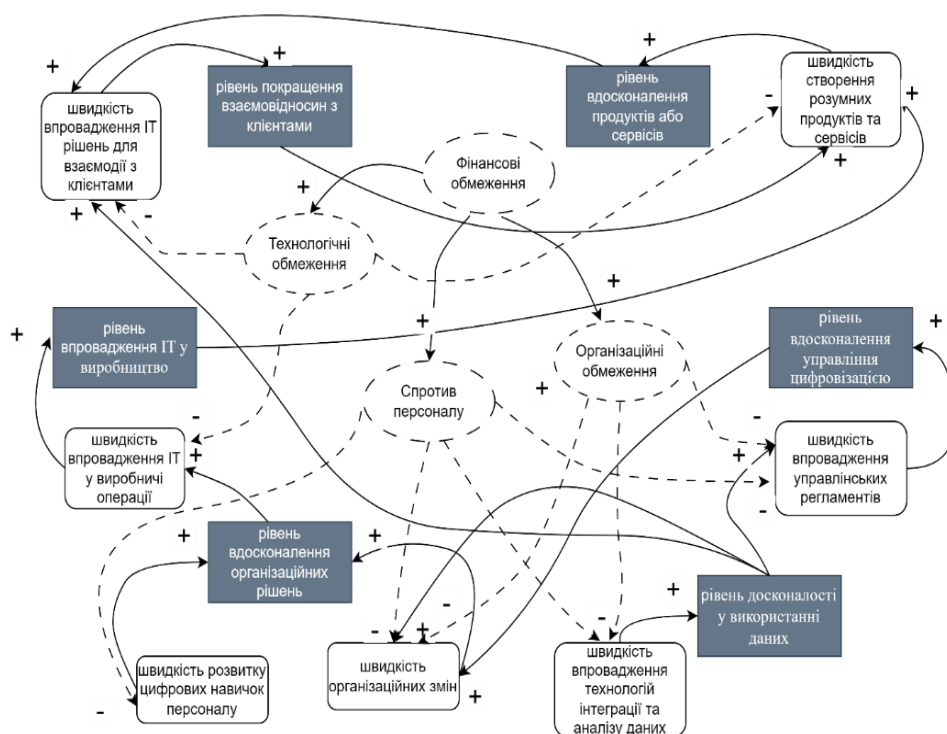 швидкість
впровадження ІТ
рішень для
взаємодії з
клієнтами
рівень покращення
взаємовідносин з
клієнтами
рівень
вдосконалення
продуктів або
сервісів
швидкість
створення
розумних
продуктів та
сервісів
Фінансові
обмеження
Технологічні
обмеження
рівень
впровадження ІТ у
виробництво
Спротив
персоналу
Організаційні
обмеження
рівень
вдосконалення
управління
цифровізацією
швидкість
впровадження ІТ
у виробничі
операції
швидкість
впровадження
управлінських
регламентів
рівень
вдосконалення
організаційних
рішень
рівень досконалості
у використанні
даних
швидкість розвитку
цифрових навичок
персоналу
швидкість
організаційних змін
швидкість
впровадження
технологій
інтеграції та
аналізу даних